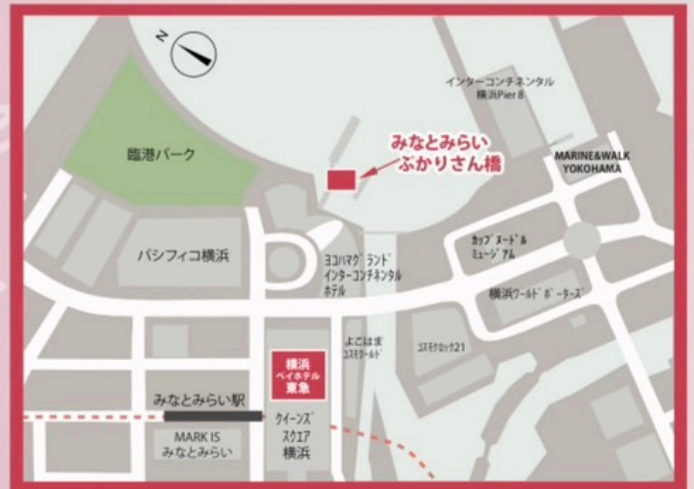 N
インターコンチネンタル
横浜Pier 8
臨港パーク
みなとみらい
ぷかりさん橋
MARINE&WALK
YOKOHAMA
パシフィコ横浜
ヨコハマグランド
インターコンチネンタル
ホテル
カップヌードル
ミュージアム
横浜ワールドポーターズ
よこはま
コスモワールド
コスモクロック21
横浜
ベイホテル
東急
みなとみらい駅
MARK IS
みなとみらい
クイーンズ
スクエア
横浜